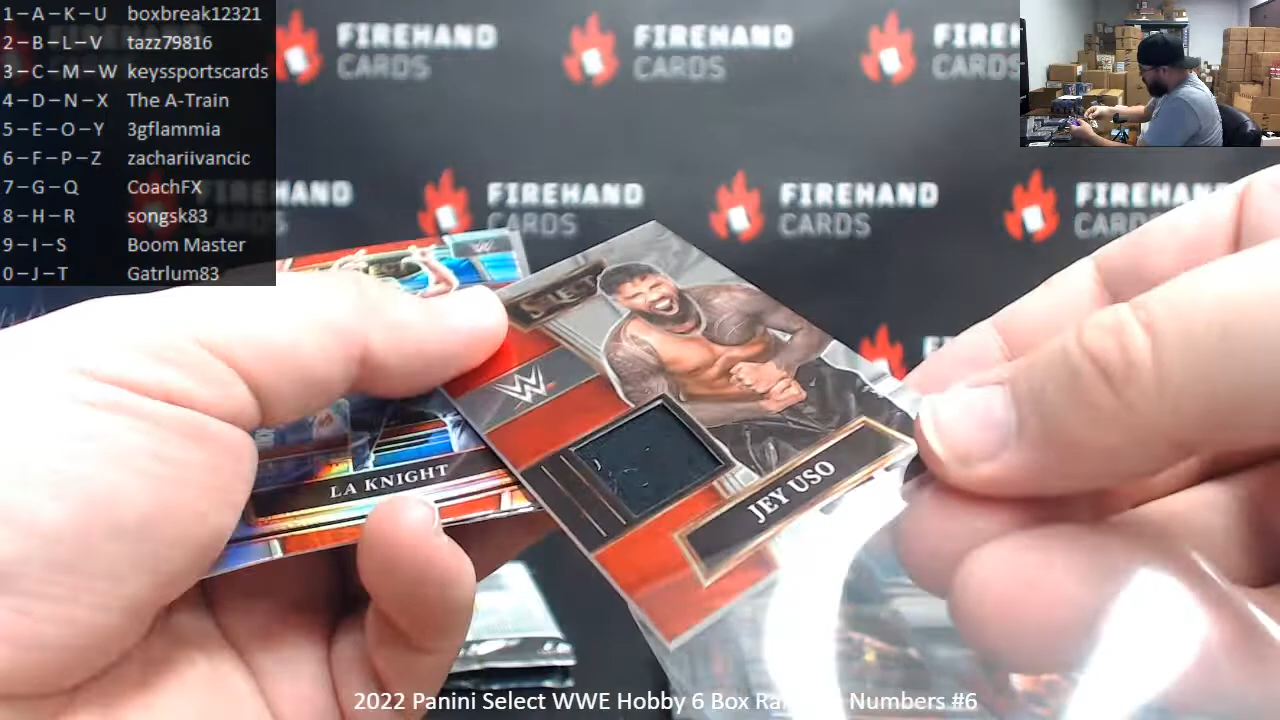 1–A–K–U boxbreak12321
2–B–L–V tazz79816
3–C–M–W keyssportscards
4–D–N–X The A-Train
5–E–O–Y 3gflammia
6–F–P–Z zachariivancic
7–G–Q CoachFX
8–H–R songsk83
9–I–S Boom Master
0–J–T Gatrlum83
FIREHAND CARDS
FIREHAND CARDS
FIREHAND CARDS
FIREHAND CARDS
FIREHAND CARDS
SELECT
W
JEY USO
LA KNIGHT
2022 Panini Select WWE Hobby 6 Box Numbers #6